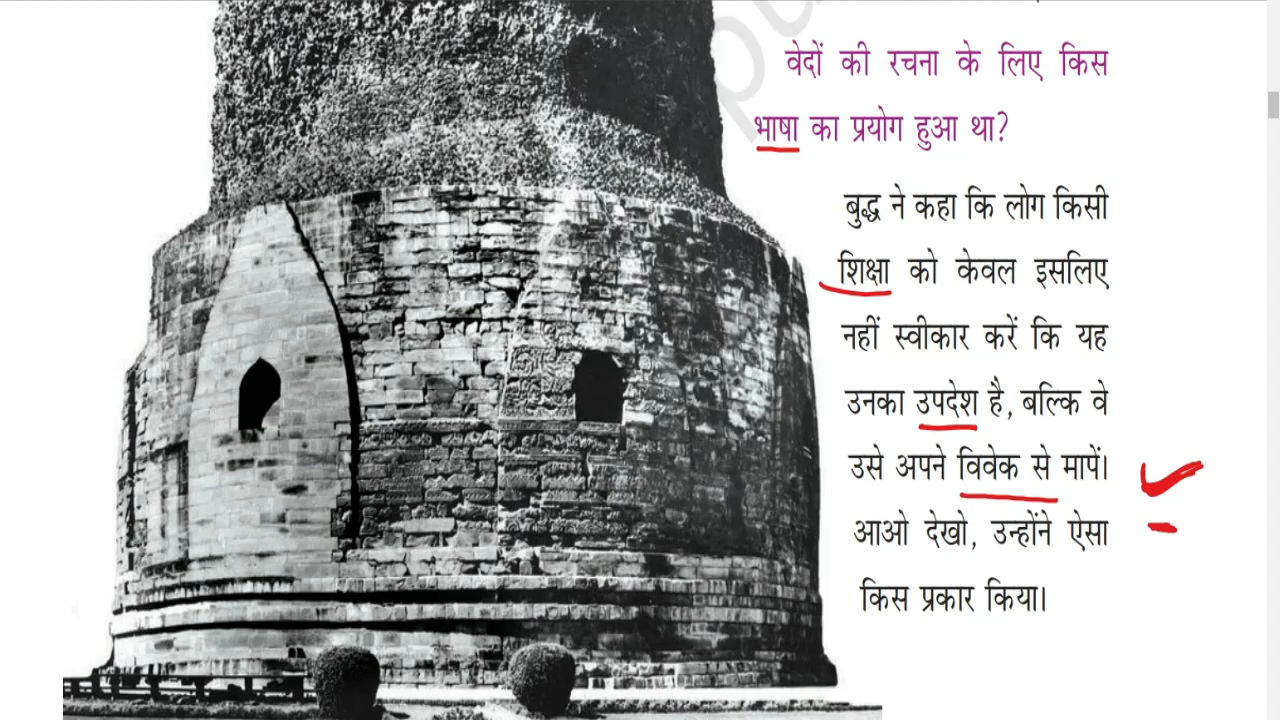 वेदों की रचना के लिए किस
भाषा का प्रयोग हुआ था?
बुद्ध ने कहा कि लोग किसी
शिक्षा को केवल इसलिए
नहीं स्वीकार करें कि यह
उनका उपदेश है, बल्कि वे
उसे अपने विवेक से मापें।
आओ देखो, उन्होंने ऐसा
किस प्रकार किया।